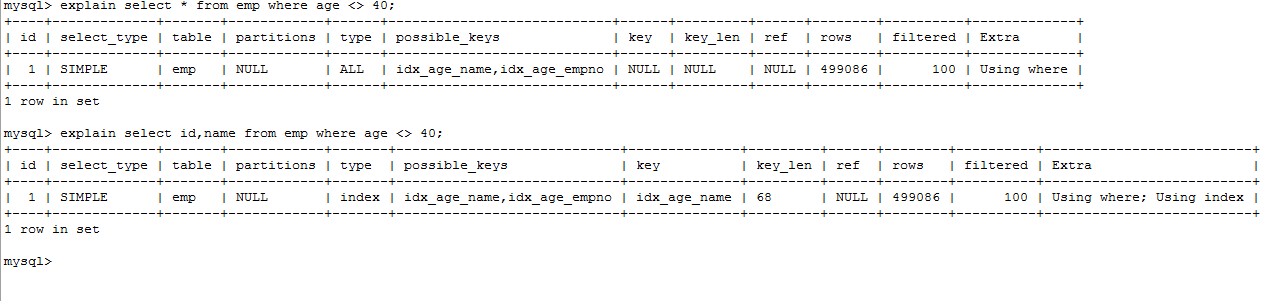 mysql> explain select * from emp where age <> 40;
+----+-------------+-------+------------+------+----------------------------+------+---------+------+--------+----------+-------------+
| id | select_type | table | partitions | type | possible_keys              | key  | key_len | ref  | rows   | filtered | Extra       |
+----+-------------+-------+------------+------+----------------------------+------+---------+------+--------+----------+-------------+
|  1 | SIMPLE      | emp   | NULL       | ALL  | idx_age_name,idx_age_empno | NULL | NULL    | NULL | 499086 |      100 | Using where |
+----+-------------+-------+------------+------+----------------------------+------+---------+------+--------+----------+-------------+
1 row in set
mysql> explain select id,name from emp where age <> 40;
+----+-------------+-------+------------+-------+----------------------------+--------------+---------+------+--------+----------+--------------------------+
| id | select_type | table | partitions | type  | possible_keys              | key          | key_len | ref  | rows   | filtered | Extra                    |
+----+-------------+-------+------------+-------+----------------------------+--------------+---------+------+--------+----------+--------------------------+
|  1 | SIMPLE      | emp   | NULL       | index | idx_age_name,idx_age_empno | idx_age_name | 68      | NULL | 499086 |      100 | Using where; Using index |
+----+-------------+-------+------------+-------+----------------------------+--------------+---------+------+--------+----------+--------------------------+
1 row in set
mysql>